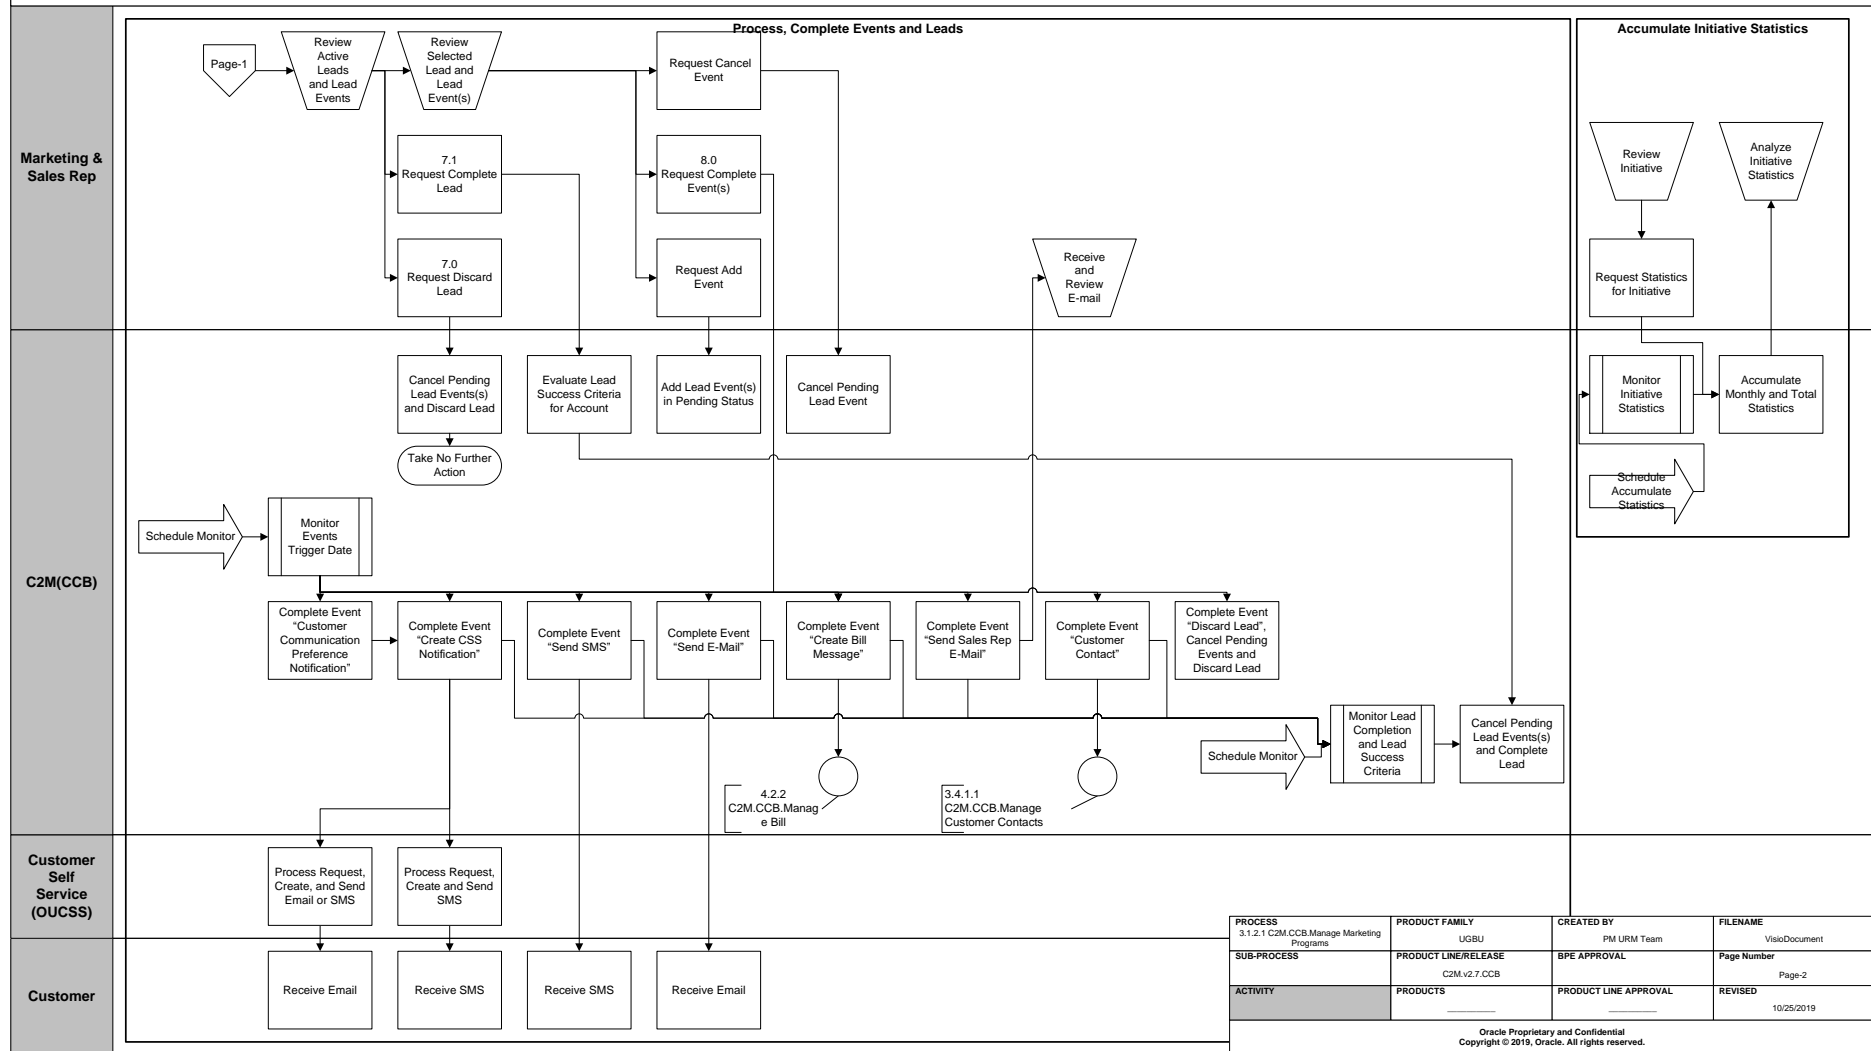 Process, Complete Events and Leads
Accumulate Initiative Statistics
Marketing &
Sales Rep
Page-1
Review
Active
Leads
and Lead
Events
Review
Selected
Lead and
Lead
Event(s)
Request Cancel
Event
7.1
Request Complete
Lead
8.0
Request Complete
Event(s)
7.0
Request Discard
Lead
Request Add
Event
Receive
and
Review
E-mail
Review
Initiative
Analyze
Initiative
Statistics
Request Statistics
for Initiative
C2M(CCB)
Cancel Pending
Lead Events(s)
and Discard Lead
Evaluate Lead
Success Criteria
for Account
Add Lead Event(s)
in Pending Status
Cancel Pending
Lead Event
Monitor
Initiative
Statistics
Accumulate
Monthly and Total
Statistics
Take No Further
Action
Schedule
Accumulate
Statistics
Schedule Monitor
Monitor
Events
Trigger Date
Complete Event
“Customer
Communication
Preference
Notification”
Complete Event
“Create CSS
Notification”
Complete Event
“Send SMS”
Complete Event
“Send E-Mail”
Complete Event
“Create Bill
Message”
Complete Event
“Send Sales Rep
E-Mail”
Complete Event
“Customer
Contact”
Complete Event
“Discard Lead”,
Cancel Pending
Events and
Discard Lead
Schedule Monitor
Monitor Lead
Completion
and Lead
Success
Criteria
Cancel Pending
Lead Events(s)
and Complete
Lead
4.2.2
C2M.CCB.Manag
e Bill
3.4.1.1
C2M.CCB.Manage
Customer Contacts
Customer
Self
Service
(OUCSS)
Process Request,
Create, and Send
Email or SMS
Process Request,
Create and Send
SMS
Customer
Receive Email
Receive SMS
Receive SMS
Receive Email
PROCESS
3.1.2.1 C2M.CCB.Manage Marketing
Programs
PRODUCT FAMILY
UGBU
CREATED BY
PM URM Team
FILENAME
VisioDocument
SUB-PROCESS
PRODUCT LINE/RELEASE
C2M.v2.7.CCB
BPE APPROVAL
Page Number
Page-2
ACTIVITY
PRODUCTS
PRODUCT LINE APPROVAL
REVISED
10/25/2019
Oracle Proprietary and Confidential
Copyright © 2019, Oracle. All rights reserved.